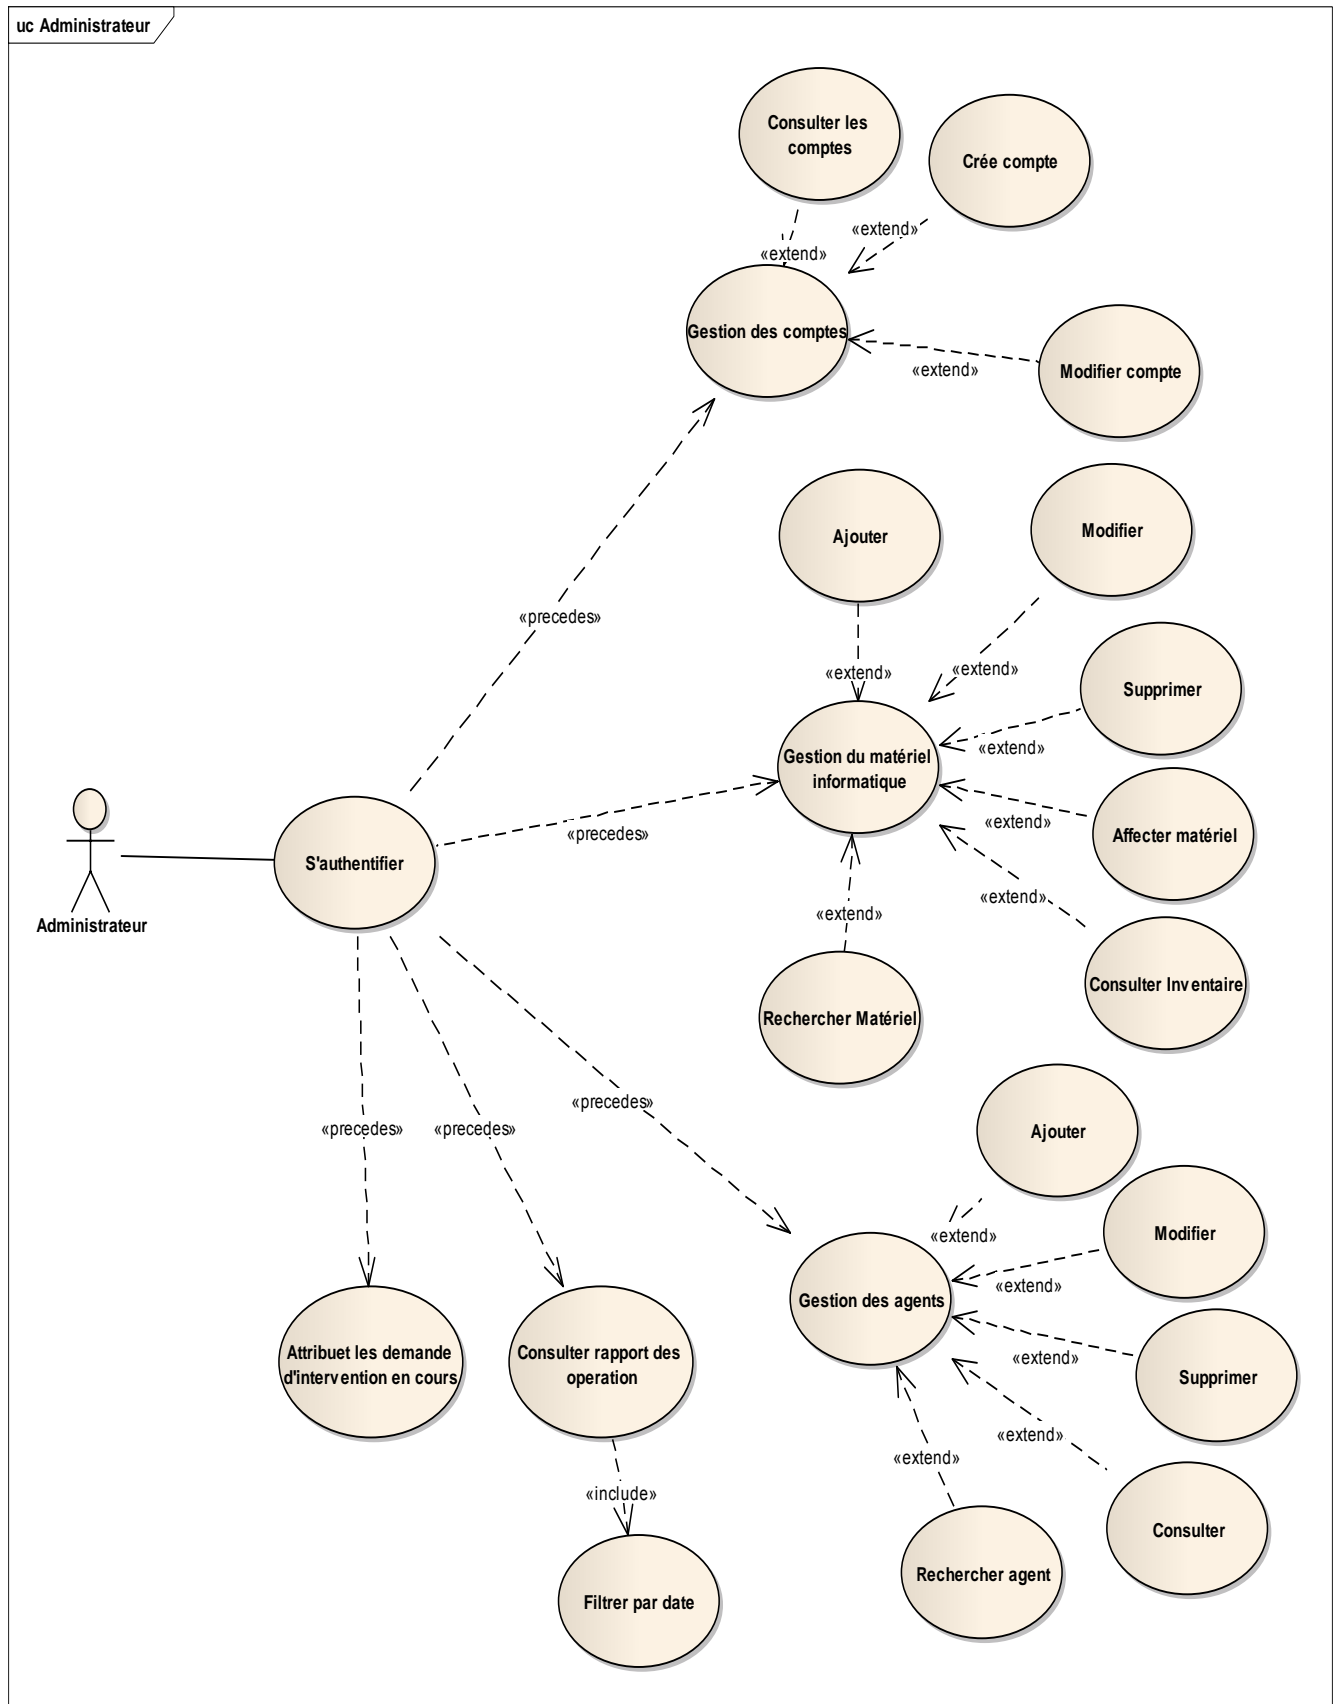 uc Administrateur
Consulter les
comptes
Crée compte
«extend»
«extend»
Gestion des comptes
«extend»
Modifier compte
Ajouter
Modifier
«precedes»
«extend»
«extend»
Supprimer
«extend»
Gestion du matériel
informatique
«precedes»
«extend»
Affecter matériel
S'authentifier
Administrateur
«extend»
«extend»
Consulter Inventaire
Rechercher Matériel
«precedes»
«precedes»
«precedes»
Ajouter
«extend»
Modifier
«extend»
Gestion des agents
«extend»
Supprimer
Attribuet les demande
d'intervention en cours
Consulter rapport des
operation
«extend»
«extend»
«include»
Consulter
Rechercher agent
Filtrer par date